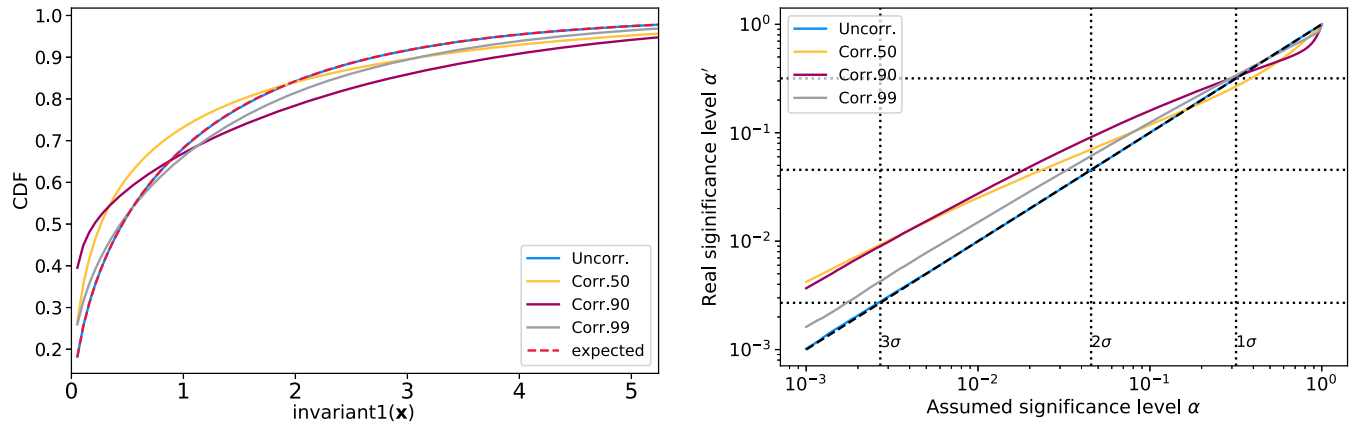 CDF
1.0
0.9
0.8
0.7
0.6
0.5
0.4
0.3
0.2
0
1
2
3
4
5
invariant1(x)
Uncorr.
Corr.50
Corr.90
Corr.99
expected
Real siginificance level α′
10⁰
10⁻¹
10⁻²
10⁻³
Uncorr.
Corr.50
Corr.90
Corr.99
3σ
2σ
1σ
10⁻³
10⁻²
10⁻¹
10⁰
Assumed significance level α